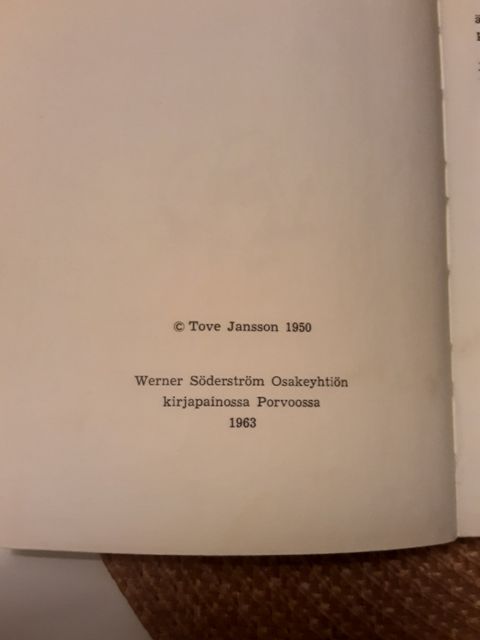 © Tove Jansson 1950
Werner Söderström Osakeyhtiön
kirjapainossa Porvoossa
1963